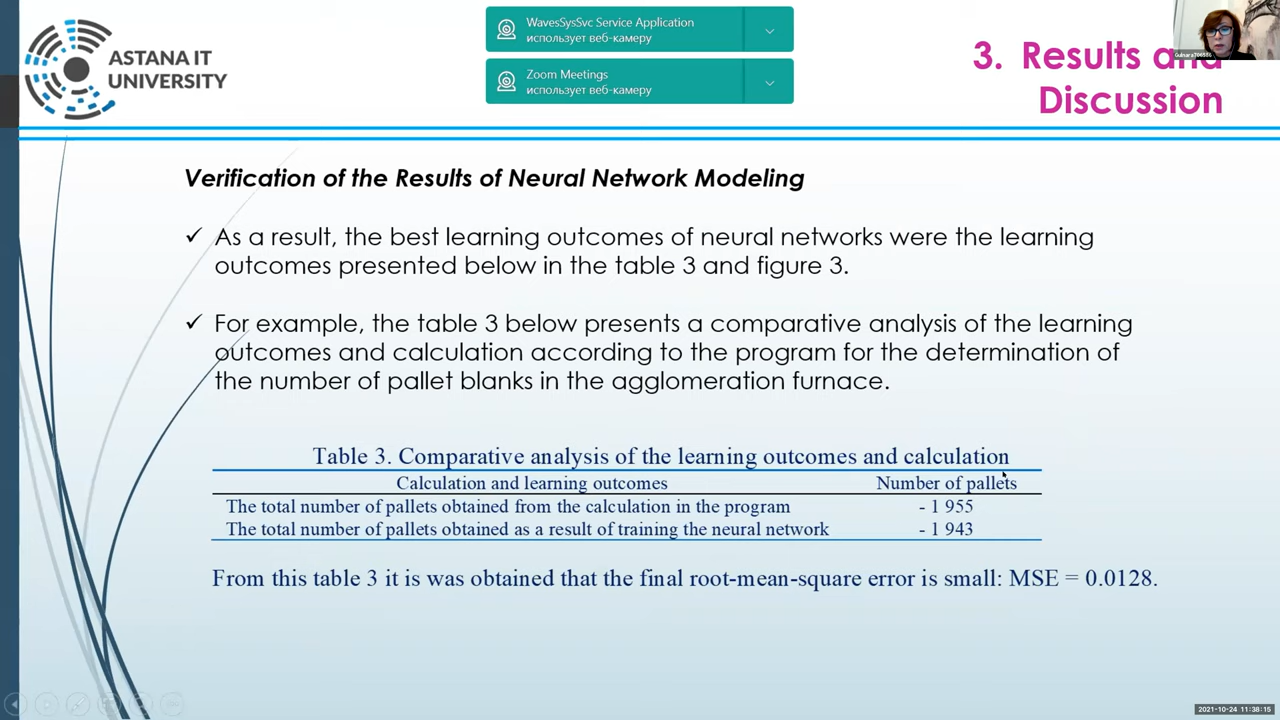 ASTANA IT
UNIVERSITY
WavesSysSvc Service Application
использует веб-камеру
Zoom Meetings
использует веб-камеру
3. Results and
Discussion
Verification of the Results of Neural Network Modeling
✓ As a result, the best learning outcomes of neural networks were the learning
outcomes presented below in the table 3 and figure 3.
✓ For example, the table 3 below presents a comparative analysis of the learning
outcomes and calculation according to the program for the determination of
the number of pallet blanks in the agglomeration furnace.
Table 3. Comparative analysis of the learning outcomes and calculation
Calculation and learning outcomes Number of pallets
The total number of pallets obtained from the calculation in the program - 1 955
The total number of pallets obtained as a result of training the neural network - 1 943
From this table 3 it is was obtained that the final root-mean-square error is small: MSE = 0.0128.
2021-10-24 11:38:15